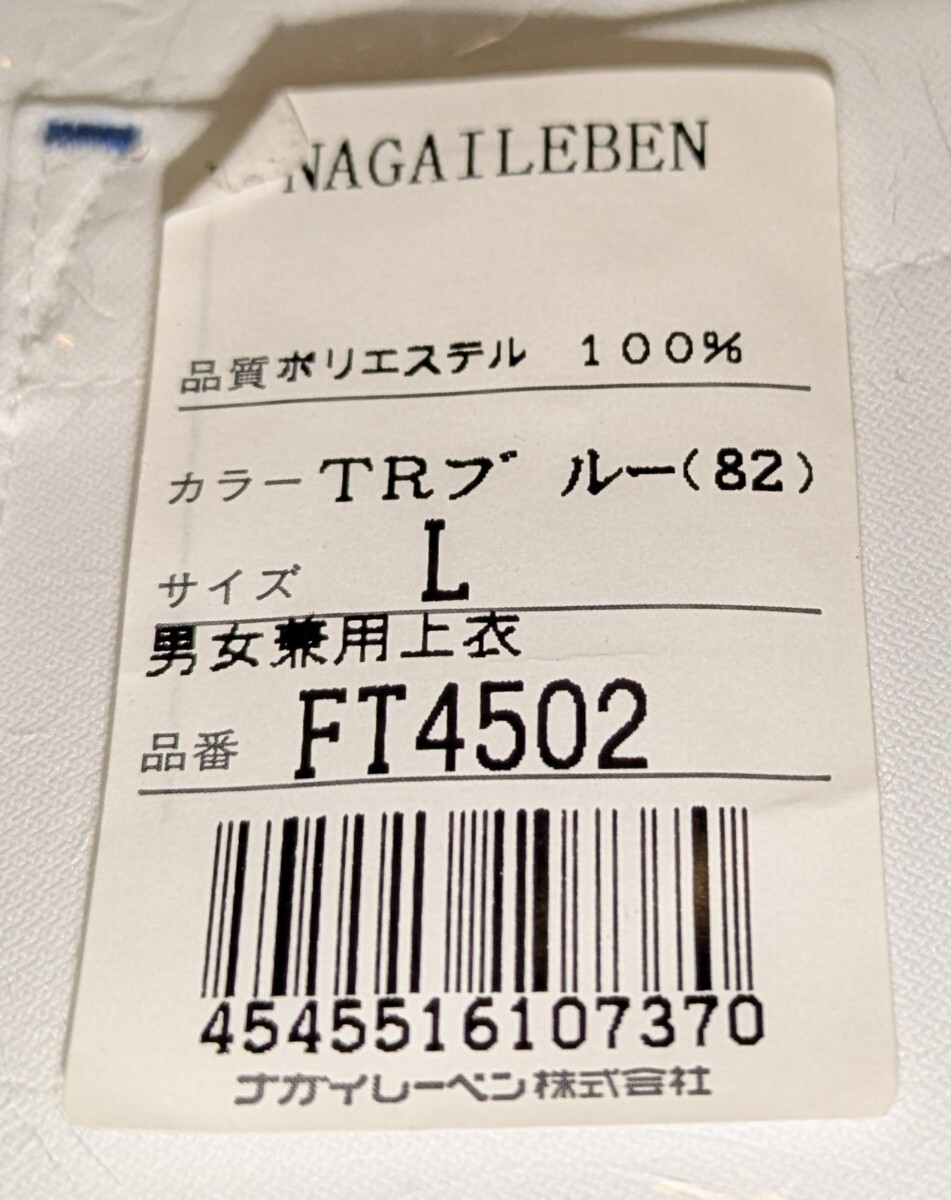 NAGAILEBEN
品質ポリエステル 100%
カラー TRブルー(82)
サイズ L
男女兼用上衣
品番 FT4502
4545516107370
ナガイレーベン株式会社